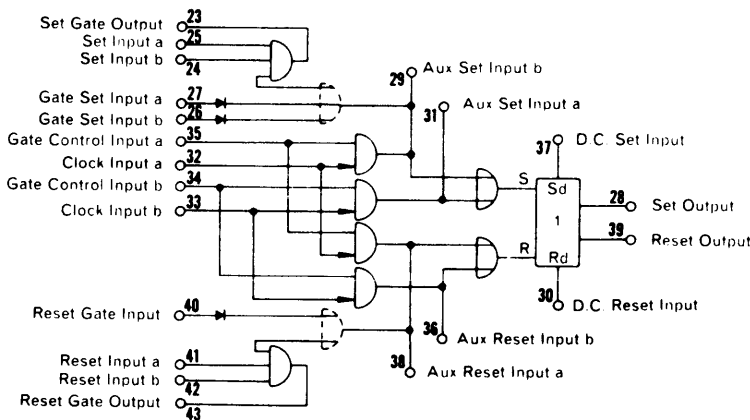 Set Gate Output 23
Set Input a 25
Set Input b 24
Gate Set Input a 27
Gate Set Input b 26
Gate Control Input a 35
Clock Input a 32
Gate Control Input b 34
Clock Input b 33
Reset Gate Input 40
Reset Input a 41
Reset Input b 42
Reset Gate Output 43
29 Aux Set Input b
31 Aux Set Input a
37 D.C. Set Input
S
Sd
1
R
Rd
28 Set Output
39 Reset Output
30 D.C. Reset Input
36 Aux Reset Input b
38 Aux Reset Input a